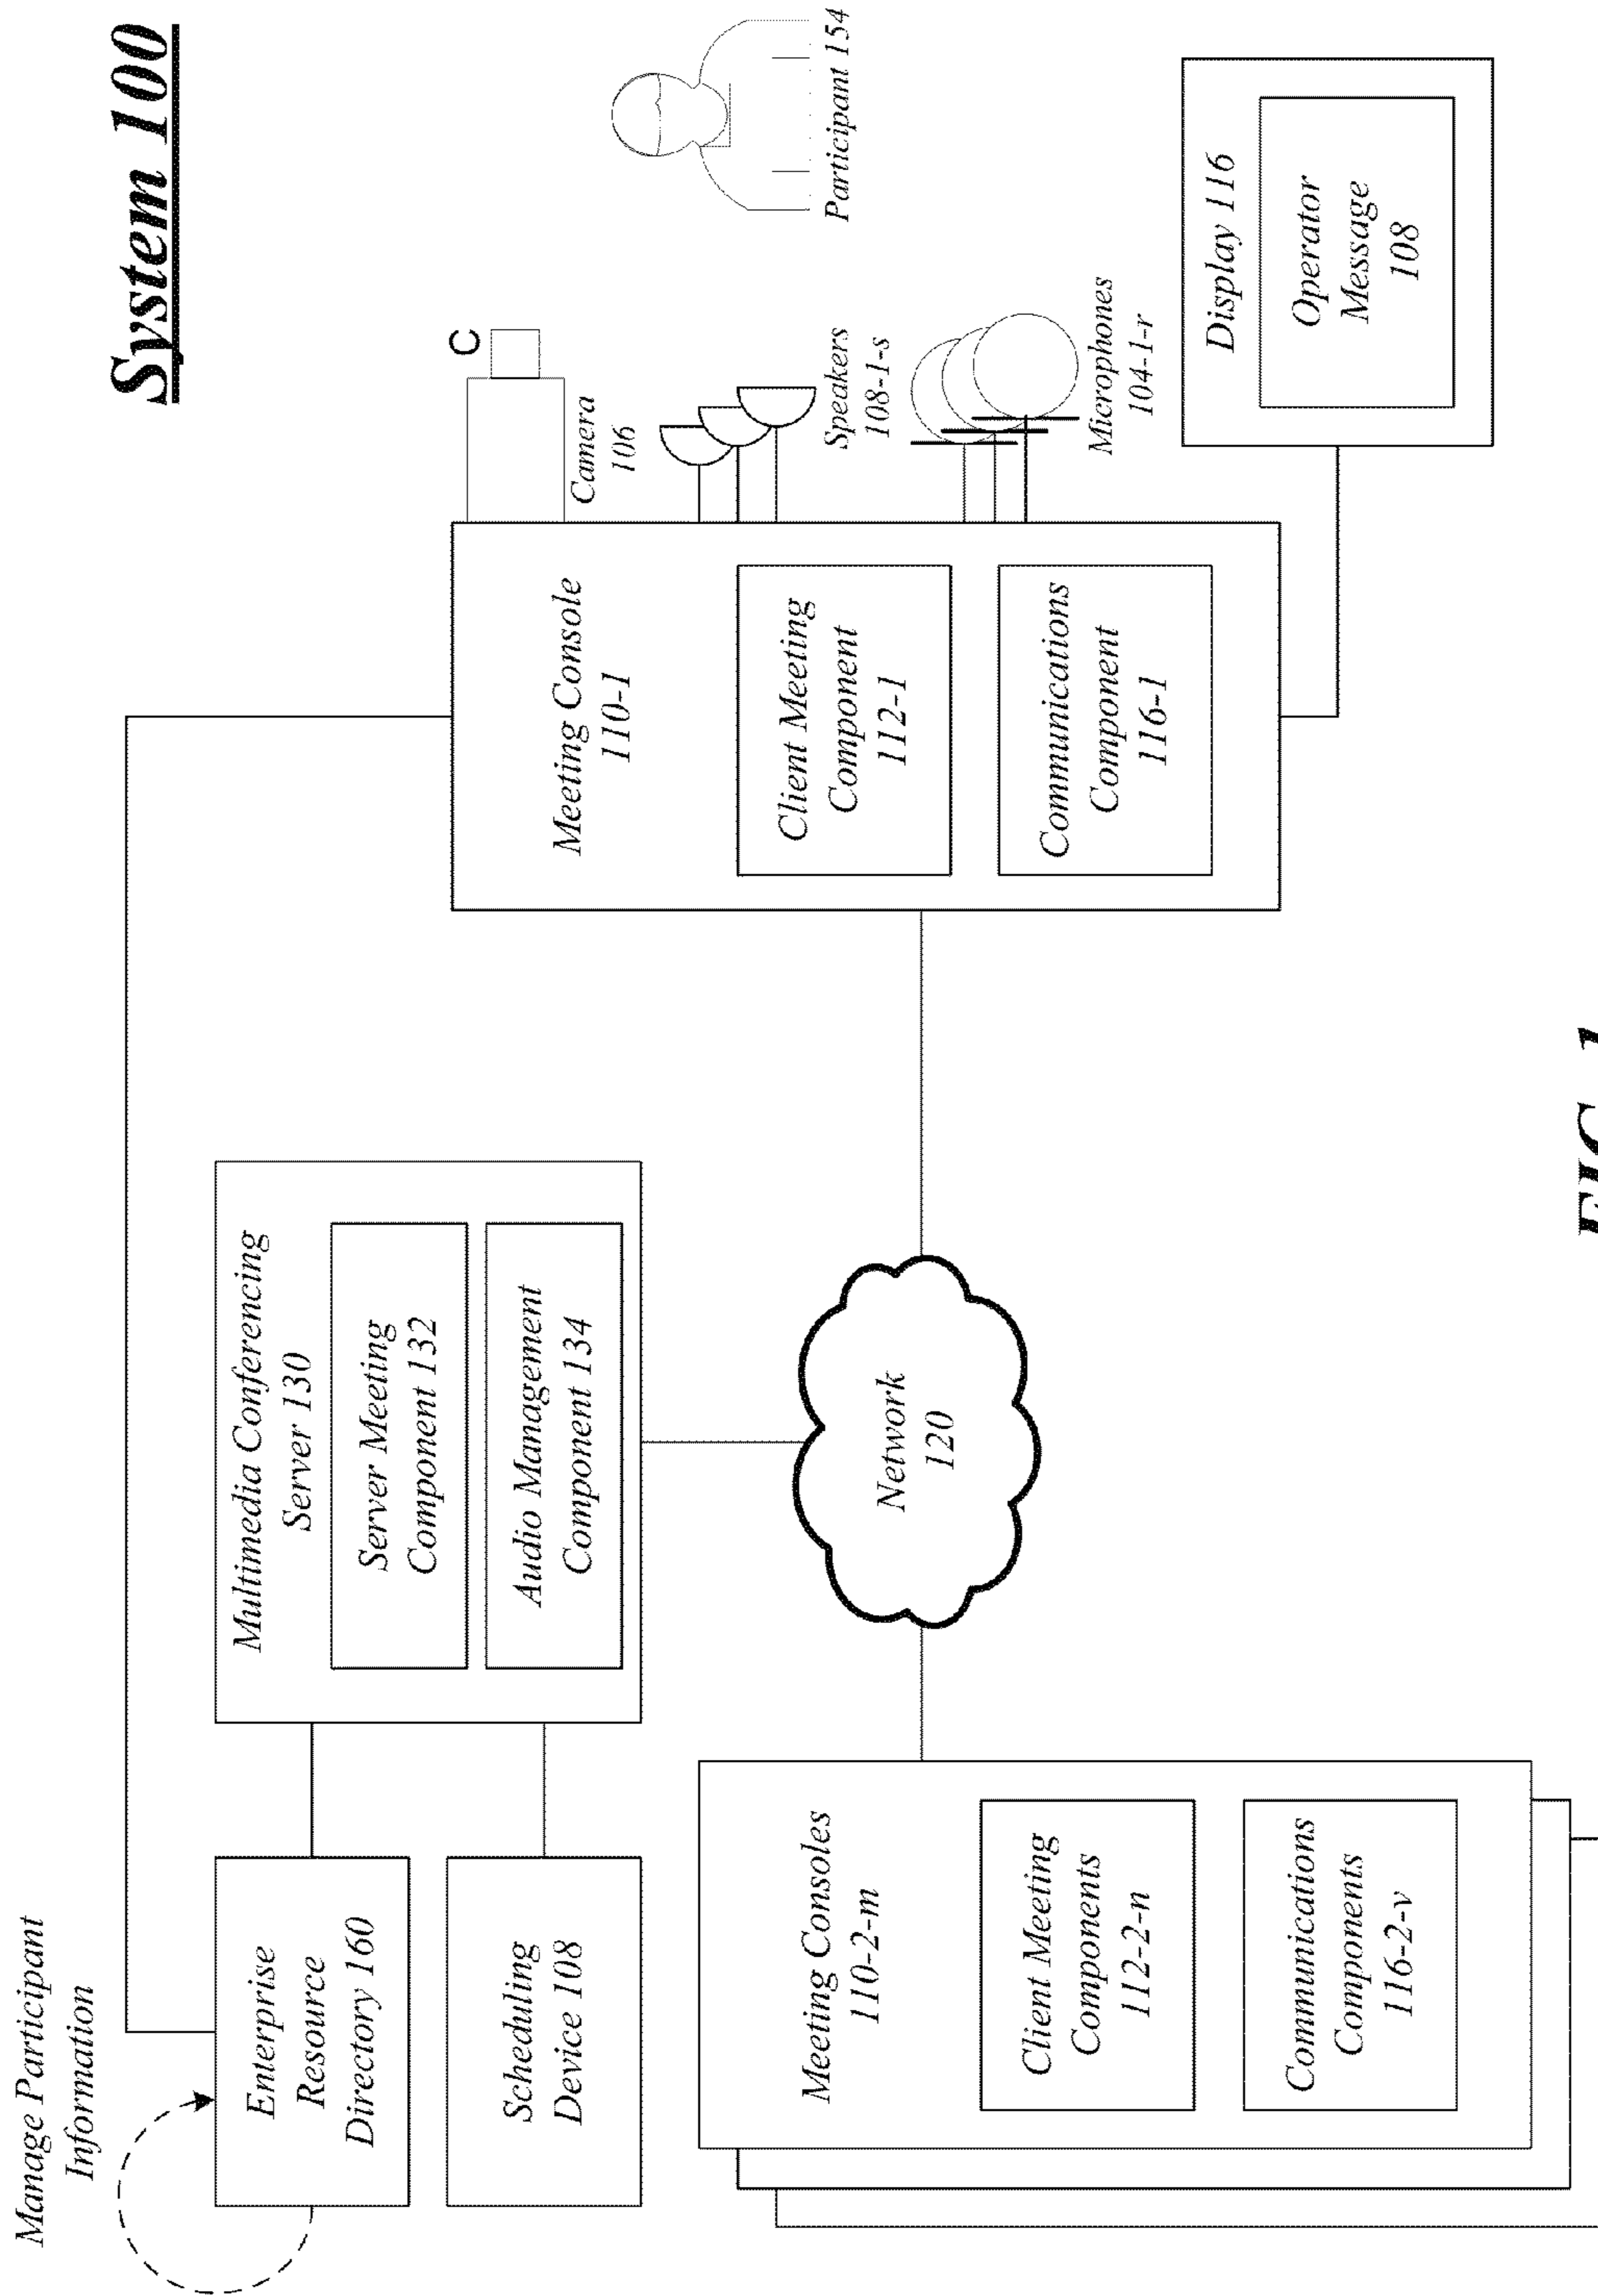 System 100
Manage Participant
Information
Enterprise
Resource
Directory 160
Scheduling
Device 108
Multimedia Conferencing
Server 130
Server Meeting
Component 132
Audio Management
Component 134
Meeting Consoles
110-2-m
Client Meeting
Components
112-2-n
Communications
Components
116-2-v
Network
120
Meeting Console
110-1
Client Meeting
Component
112-1
Communications
Component
116-1
C
Camera
106
Speakers
108-1-s
Microphones
104-1-r
Participant 154
Display 116
Operator
Message
108
FIG. 1